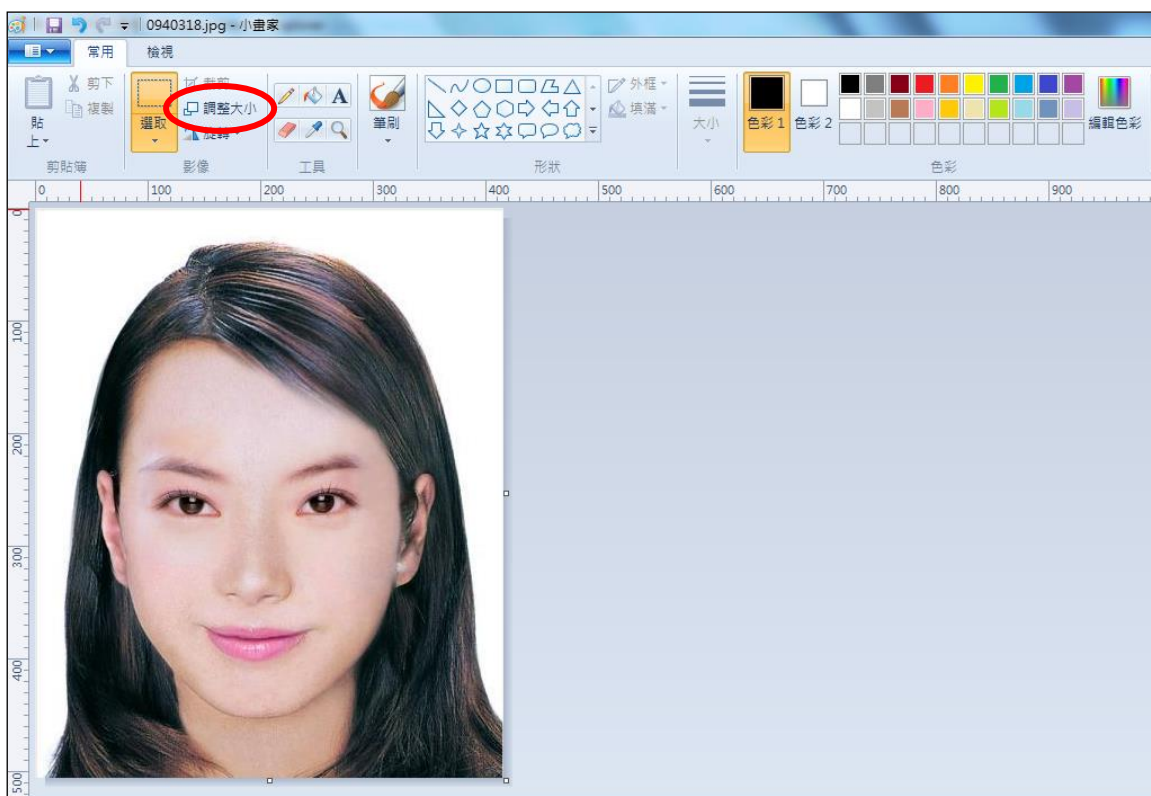 0940318.jpg - 小畫家
常用 檢視
剪下
複製
貼上
選取
裁剪
調整大小
旋轉
A
筆刷
外框
填滿
大小
色彩 1
色彩 2
編輯色彩
剪貼簿 影像 工具 形狀 色彩
0 100 200 300 400 500 600 700 800 900
0
100
200
300
400
500